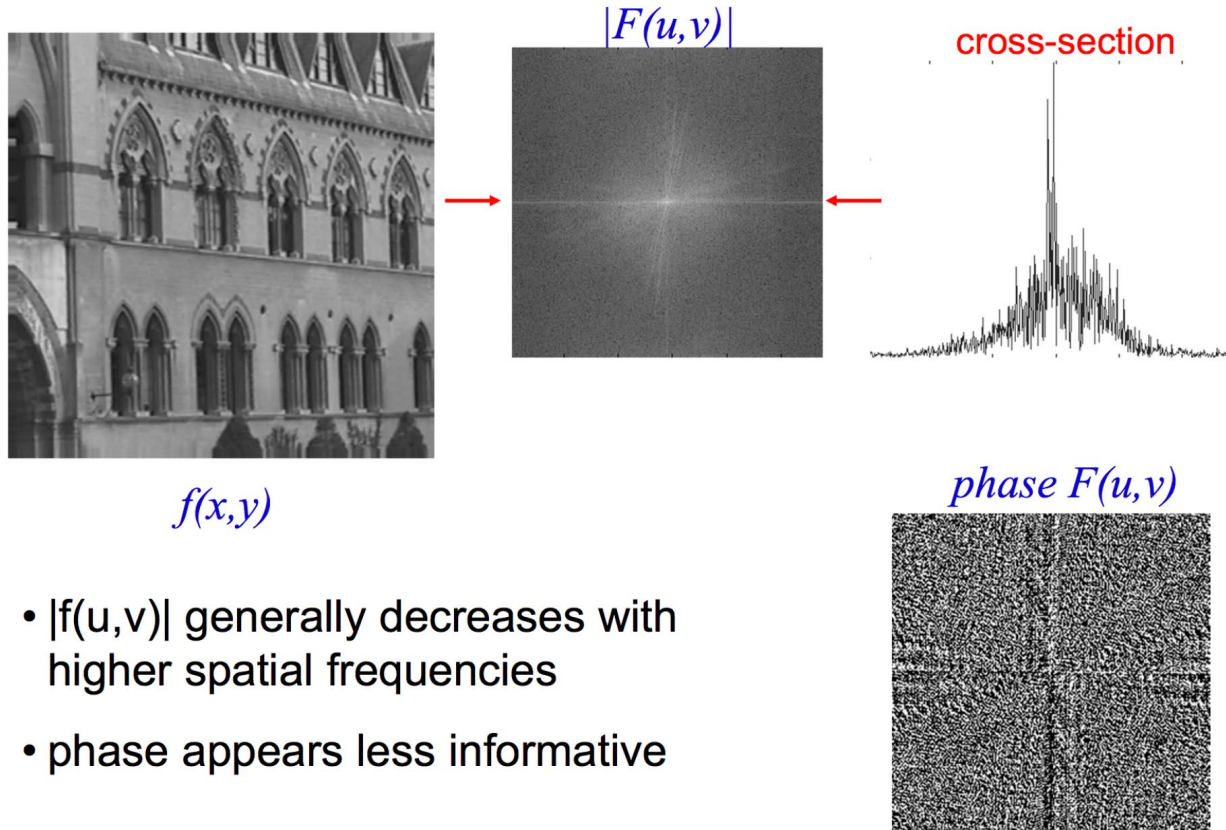 |F(u,v)|
cross-section
f(x,y)
phase F(u,v)
• |f(u,v)| generally decreases with
higher spatial frequencies
• phase appears less informative